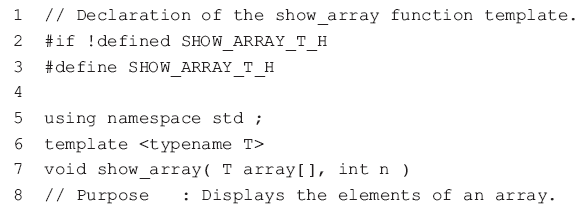 1 // Declaration of the show_array function template.
2 #if !defined SHOW_ARRAY_T_H
3 #define SHOW_ARRAY_T_H
4
5 using namespace std ;
6 template <typename T>
7 void show_array( T array[], int n )
8 // Purpose   : Displays the elements of an array.